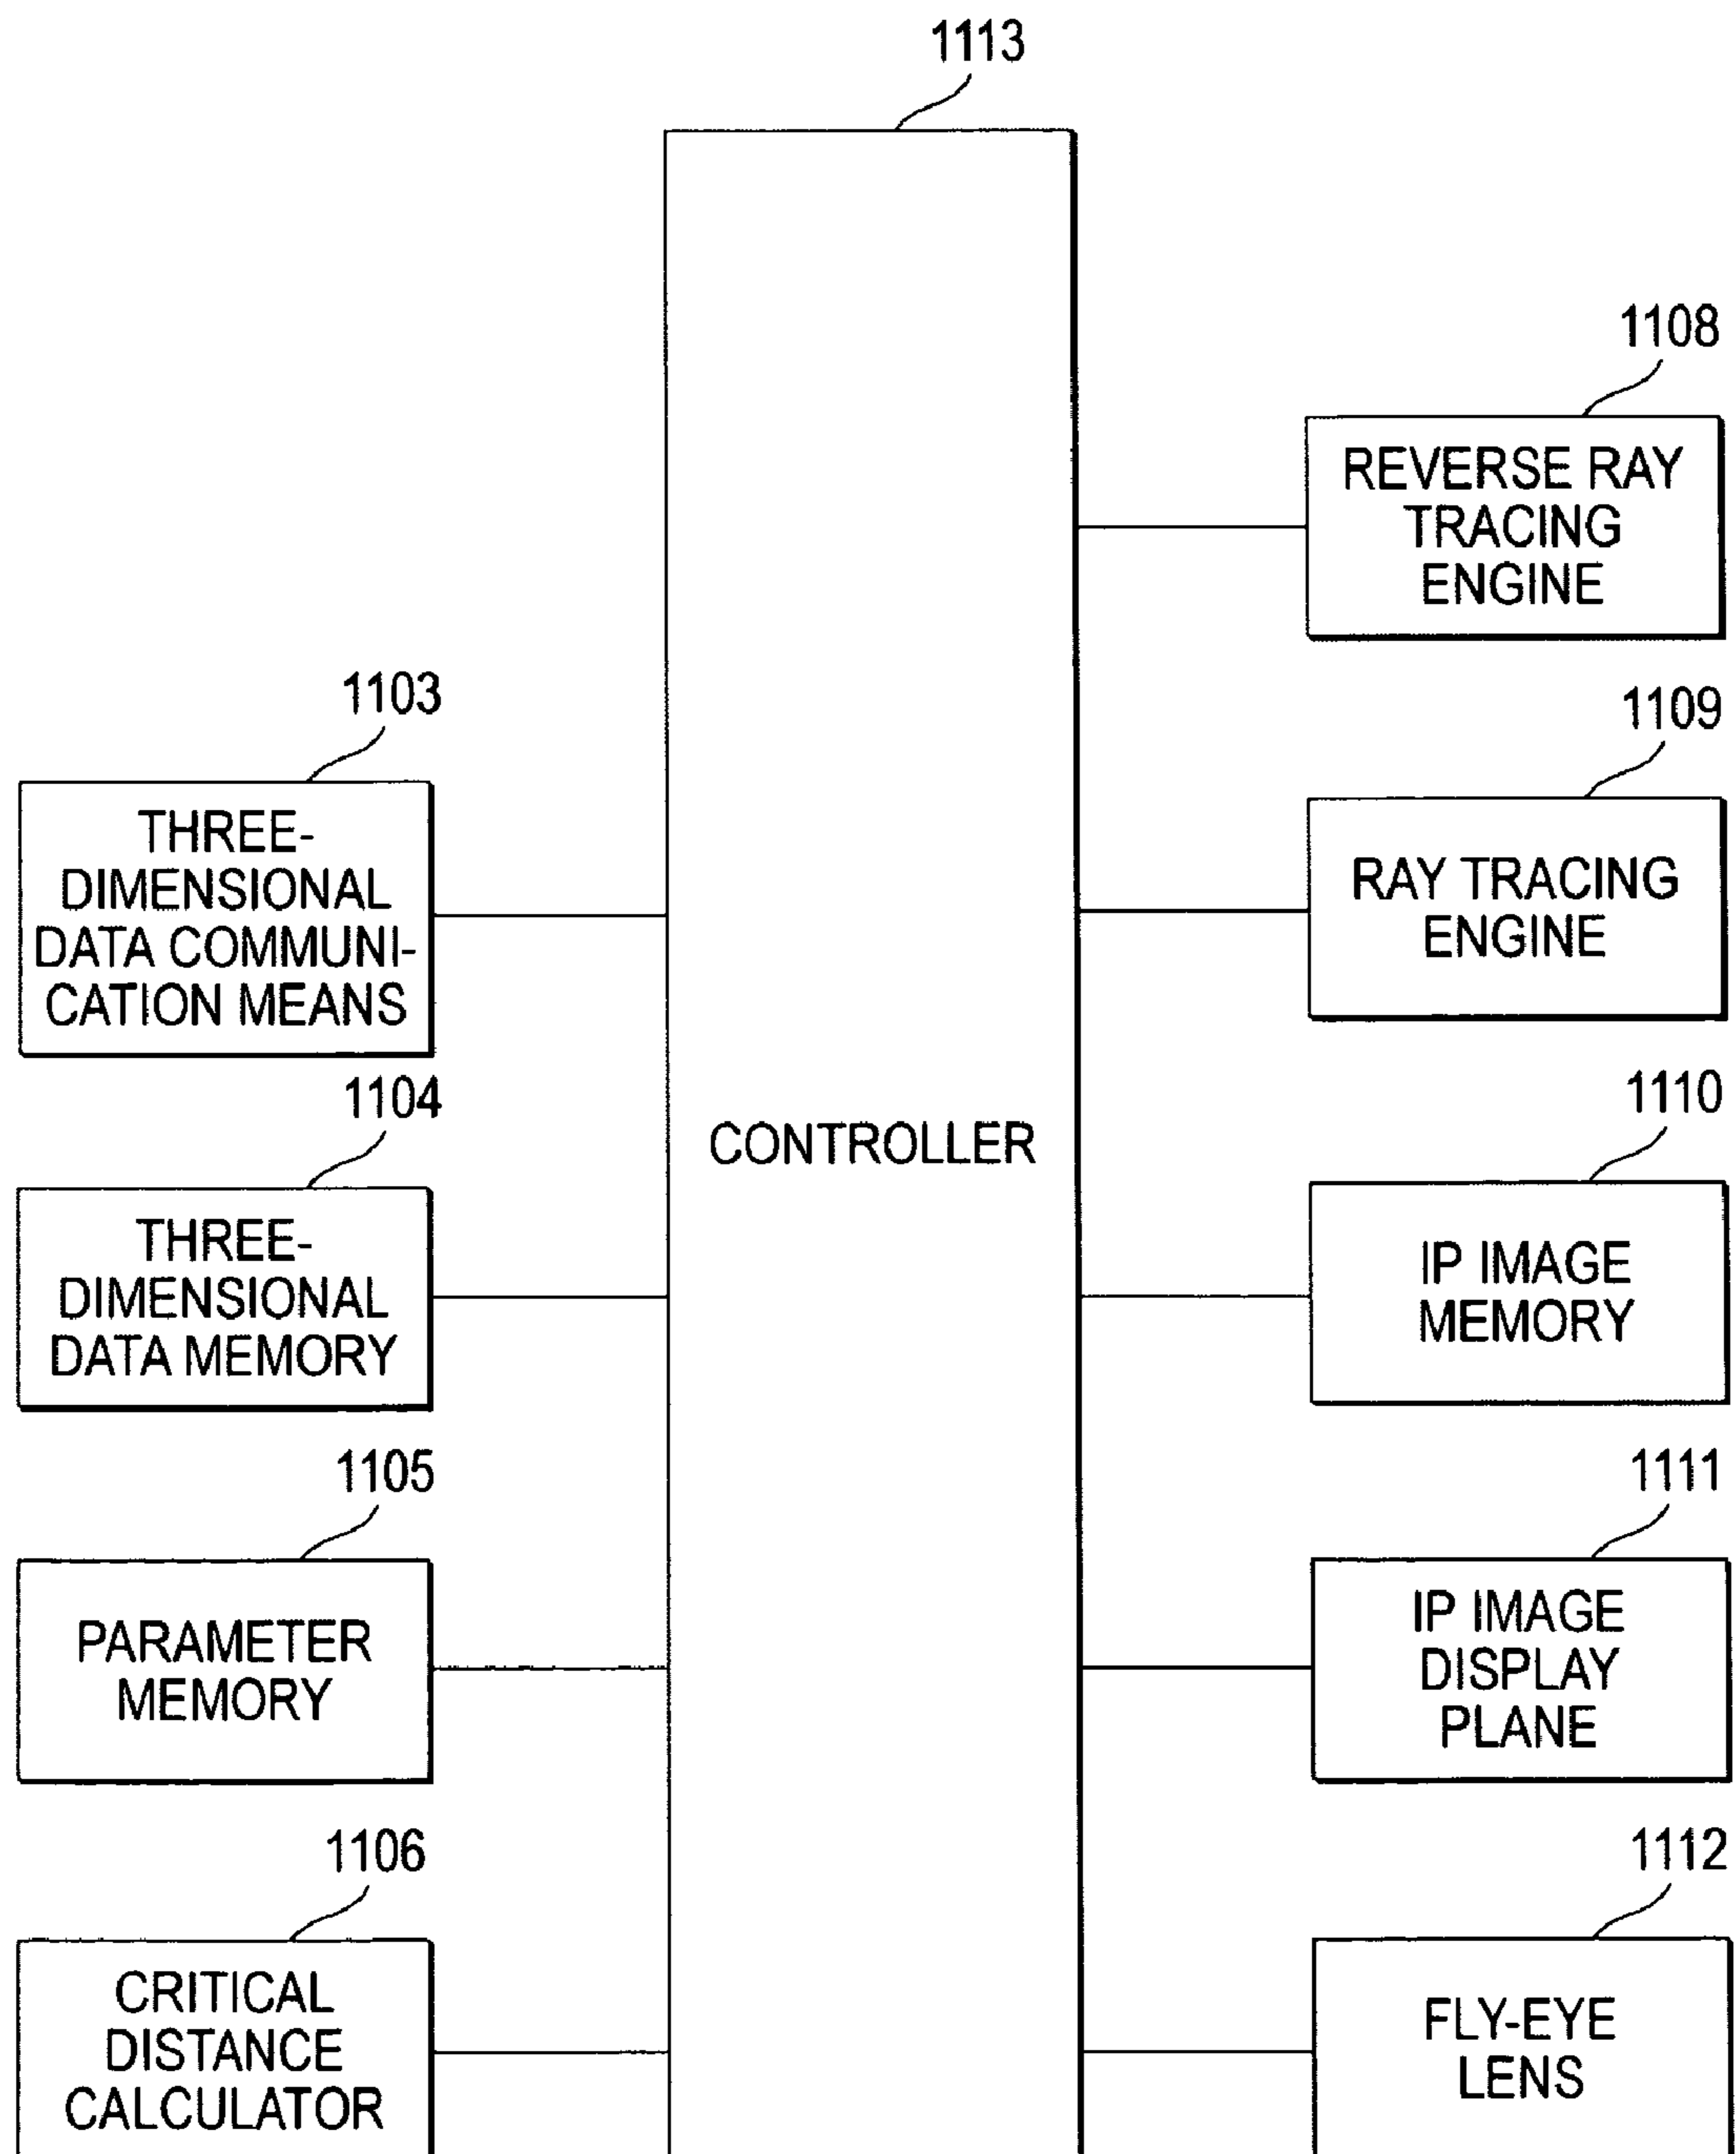 1113
1108
REVERSE RAY
TRACING
ENGINE
1103
THREE-
DIMENSIONAL
DATA COMMUNI-
CATION MEANS
1109
RAY TRACING
ENGINE
1104
THREE-
DIMENSIONAL
DATA MEMORY
CONTROLLER
1110
IP IMAGE
MEMORY
1105
PARAMETER
MEMORY
1111
IP IMAGE
DISPLAY
PLANE
1106
CRITICAL
DISTANCE
CALCULATOR
1112
FLY-EYE
LENS